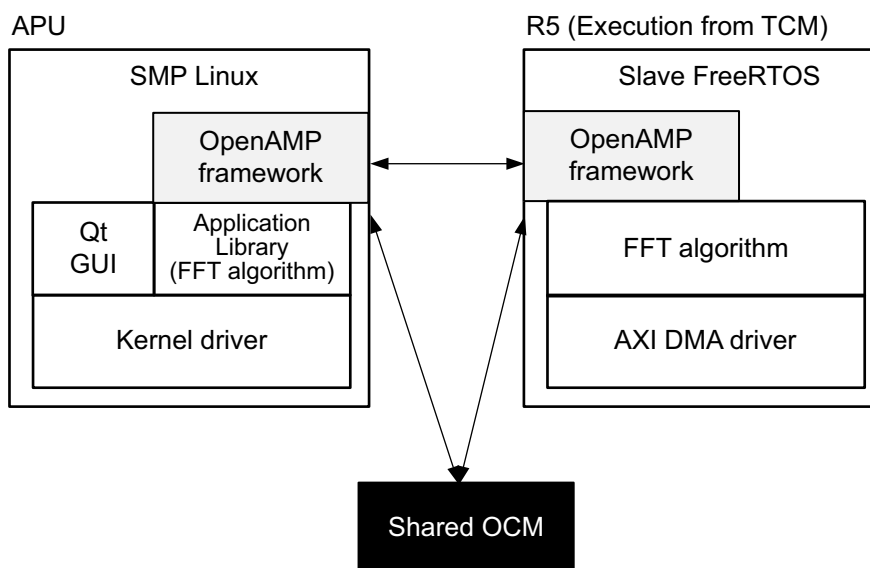 APU
SMP Linux
OpenAMP
framework
Qt
GUI
Application
Library
(FFT algorithm)
Kernel driver
R5 (Execution from TCM)
Slave FreeRTOS
OpenAMP
framework
FFT algorithm
AXI DMA driver
Shared OCM